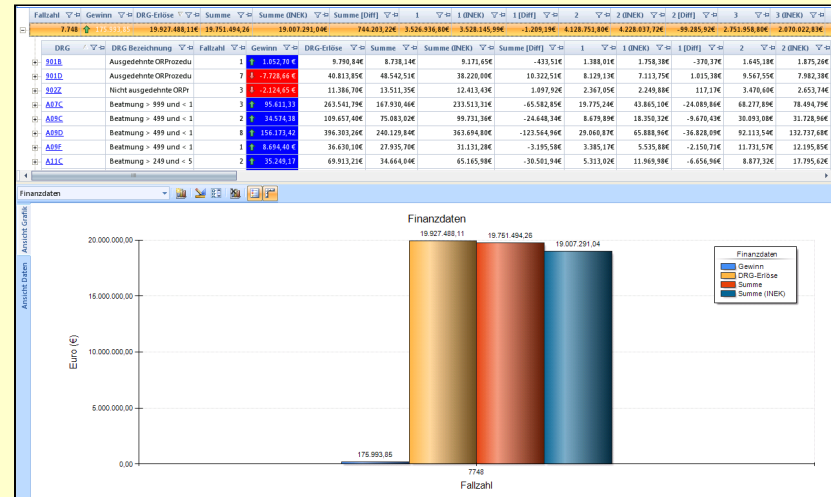 Fallzahl Gewinn DRG-Erlöse Summe Summe (INEK) Summe [Diff] 1 1 (INEK) 1 [Diff] 2 2 (INEK) 2 [Diff] 3 3 (INEK)
7.748 19.927.488,11€ 19.751.494,26 19.007.291,04€ 744.203,22€ 3.526.936,80€ 3.528.145,99€ -1.209,19€ 4.128.751,80€ 4.228.037,72€ -99.285,92€ 2.751.958,80€ 2.070.022,83€
DRG DRG Bezeichnung Fallzahl Gewinn DRG-Erlöse Summe Summe (INEK) Summe [Diff] 1 1 (INEK) 1 [Diff] 2 2 (INEK)
901B Ausgedehnte ORProzedu 1 1.052,70 € 9.790,84€ 8.738,14€ 9.171,65€ -433,51€ 1.388,01€ 1.758,38€ -370,37€ 1.645,18€ 1.875,26€
901D Ausgedehnte ORProzedu 7 -7.728,66 € 40.813,85€ 48.542,51€ 38.220,00€ 10.322,51€ 8.129,13€ 7.113,75€ 1.015,38€ 9.567,55€ 7.982,38€
902Z Nicht ausgedehnte ORPr 3 -2.124,65 € 11.386,70€ 13.511,35€ 12.413,43€ 1.097,92€ 2.367,05€ 2.249,88€ 117,17€ 3.470,60€ 2.653,74€
A07C Beatmung > 999 und < 1 3 95.611,33 263.541,79€ 167.930,46€ 233.513,31€ -65.582,85€ 19.775,24€ 43.865,10€ -24.089,86€ 68.277,89€ 78.494,79€
A09C Beatmung > 499 und < 1 2 34.574,38 109.657,40€ 75.083,02€ 99.731,36€ -24.648,34€ 8.679,89€ 18.350,32€ -9.670,43€ 30.093,08€ 31.728,96€
A09D Beatmung > 499 und < 1 8 156.173,42 396.303,26€ 240.129,84€ 363.694,80€ -123.564,96€ 29.060,87€ 65.888,96€ -36.828,09€ 92.113,54€ 132.737,68€
A09F Beatmung > 499 und < 1 1 8.694,40 € 36.630,10€ 27.935,70€ 31.131,28€ -3.195,58€ 3.385,17€ 5.535,88€ -2.150,71€ 11.731,57€ 12.195,85€
A11C Beatmung > 249 und < 5 2 35.249,17 69.913,21€ 34.664,04€ 65.165,98€ -30.501,94€ 5.313,02€ 11.969,98€ -6.656,96€ 8.877,32€ 17.795,62€
Finanzdaten
Ansicht Grafik
Ansicht Daten
Finanzdaten
19.927.488,11
19.751.494,26
19.007.291,04
175.993,85
20.000.000,00
15.000.000,00
10.000.000,00
5.000.000,00
0,00
Euro (€)
7748
Fallzahl
Finanzdaten
Gewinn
DRG-Erlöse
Summe
Summe (INEK)